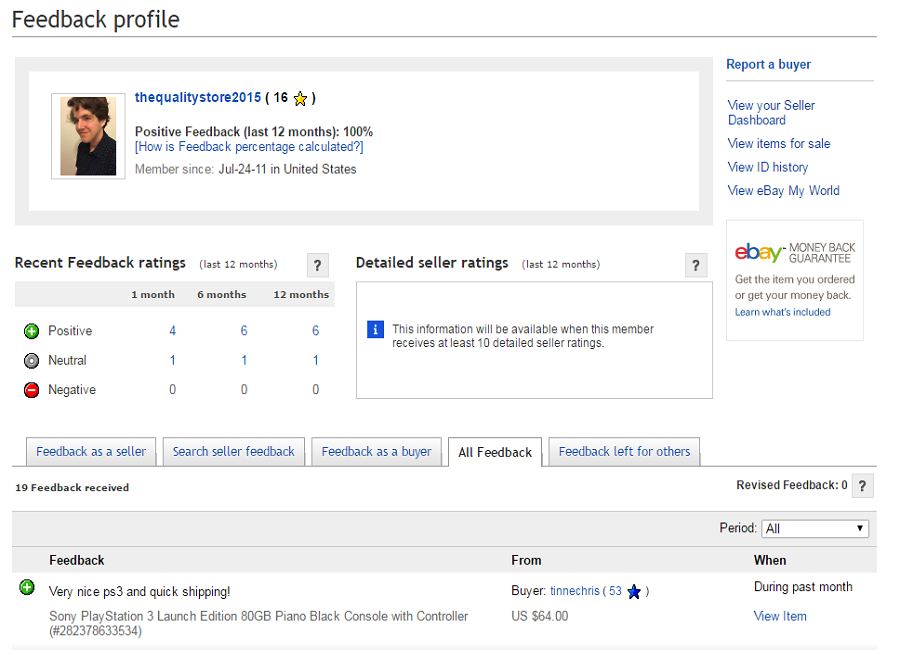 Feedback profile
thequalitystore2015 ( 16 )
Positive Feedback (last 12 months): 100%
[How is Feedback percentage calculated?]
Member since: Jul-24-11 in United States
Report a buyer
View your Seller
Dashboard
View items for sale
View ID history
View eBay My World
ebay MONEY BACK
GUARANTEE
Get the item you ordered
or get your money back.
Learn what's included
Recent Feedback ratings (last 12 months) ?
1 month 6 months 12 months
Positive 4 6 6
Neutral 1 1 1
Negative 0 0 0
Detailed seller ratings (last 12 months) ?
i This information will be available when this member
receives at least 10 detailed seller ratings.
Feedback as a seller Search seller feedback Feedback as a buyer All Feedback Feedback left for others
19 Feedback received Revised Feedback: 0 ?
Period: All
Feedback From When
Very nice ps3 and quick shipping! Buyer: tinnechris ( 53 ) During past month
Sony PlayStation 3 Launch Edition 80GB Piano Black Console with Controller US $64.00 View Item
(#282378633534)